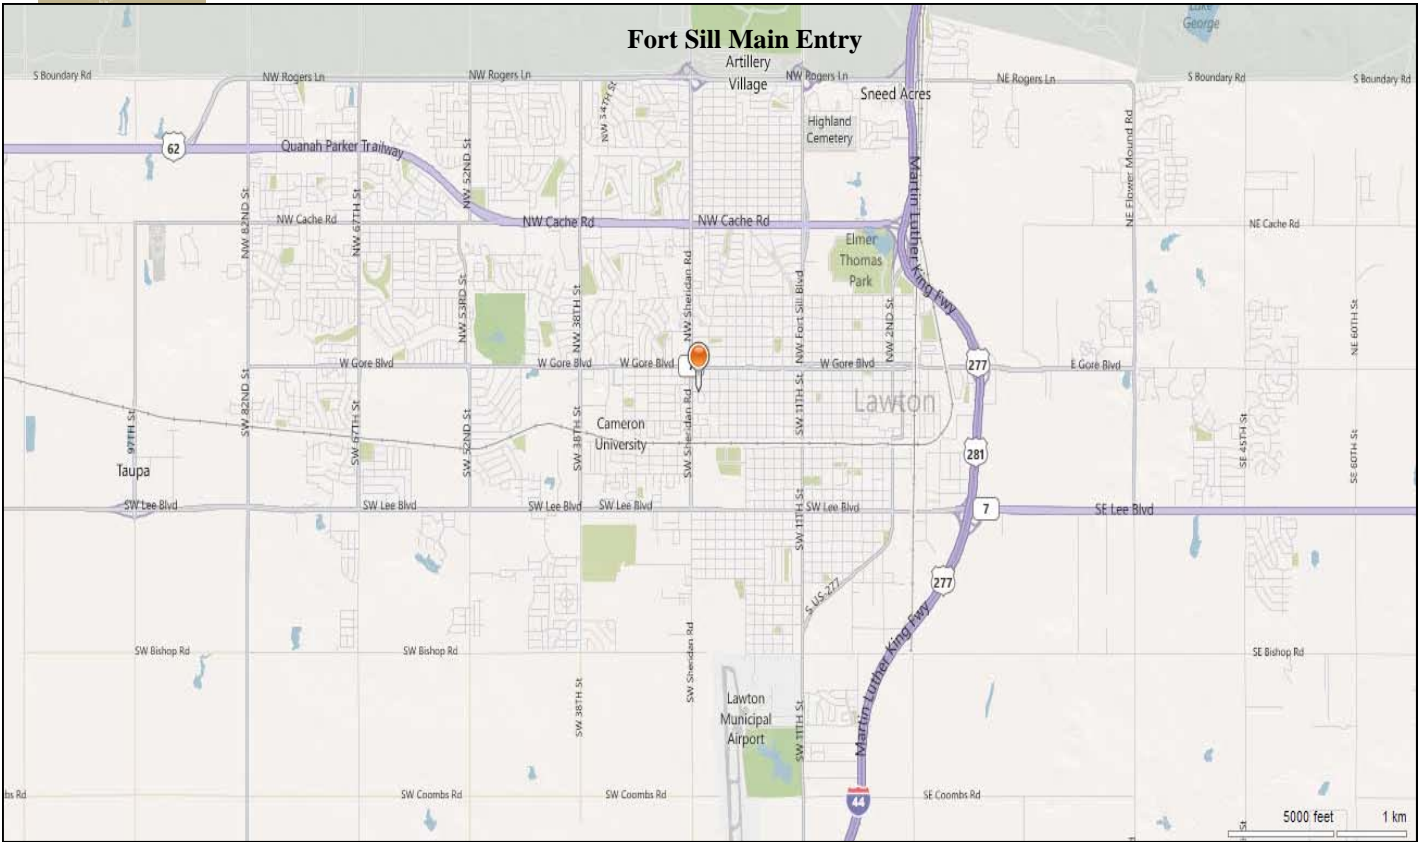 Fort Sill Main Entry
Lake
George
Artillery
Village
S Boundary Rd
NW Rogers Ln
NW Rogers Ln
NW Rogers Ln
NE Rogers Ln
S Boundary Rd
S Boundary Rd
Sneed Acres
NW 54TH St
Highland
Cemetery
62
Quanah Parker Trailway
NW 52ND St
Martin Luther King Fwy
NE Flower Mound Rd
NW 82ND St
NW 67TH St
NW Cache Rd
NW Cache Rd
NW Cache Rd
NE Cache Rd
Elmer
Thomas
Park
NW Sheridan Rd
NW Fort Sill Blvd
NW 53RD St
NW 38TH St
NW 2ND St
NE 60TH St
W Gore Blvd
W Gore Blvd
W Gore Blvd
W Gore Blvd
277
E Gore Blvd
SW 82ND St
SW 67TH St
SW 52ND St
SW 38TH St
SW Sheridan Rd
SW 11TH St
Lawton
97TH St
Cameron
University
SE 45TH St
SE 60TH St
281
Taupa
SW Lee Blvd
SW Lee Blvd
SW Lee Blvd
SW Lee Blvd
SW Lee Blvd
7
SE Lee Blvd
SW 11TH St
277
S US-277
Martin Luther King Fwy
SW Bishop Rd
SW Bishop Rd
SE Bishop Rd
SW Sheridan Rd
SW 38TH St
Lawton
Municipal
Airport
SW 11TH St
bs Rd
SW Coombs Rd
SW Coombs Rd
44
SE Coombs Rd
5000 feet
1 km
St